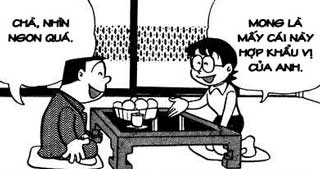 CHÀ, NHÌN
NGON QUÁ.
MONG LÀ
MẤY CÁI NÀY
HỢP KHẨU VỊ
CỦA ANH.